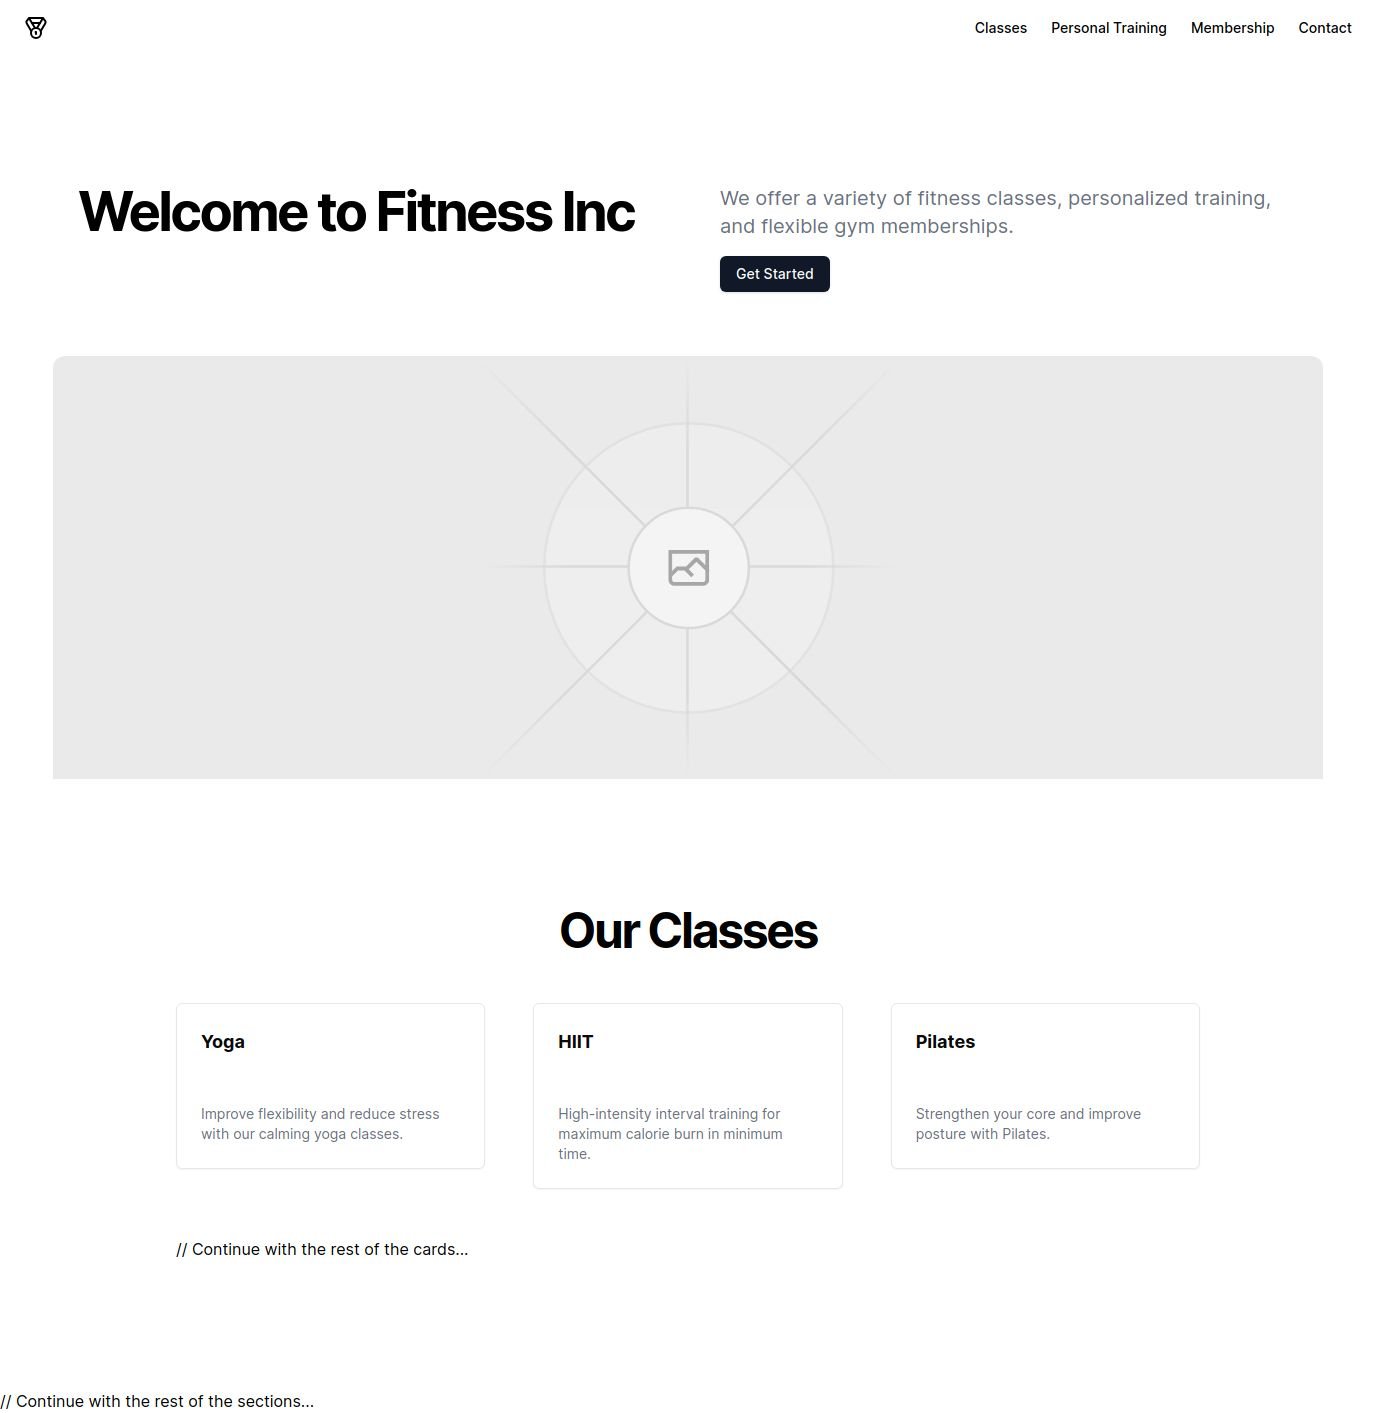 Classes Personal Training Membership Contact
Welcome to Fitness Inc
We offer a variety of fitness classes, personalized training,
and flexible gym memberships.
Get Started
Our Classes
Yoga
Improve flexibility and reduce stress
with our calming yoga classes.
HIIT
High-intensity interval training for
maximum calorie burn in minimum
time.
Pilates
Strengthen your core and improve
posture with Pilates.
// Continue with the rest of the cards...
// Continue with the rest of the sections...